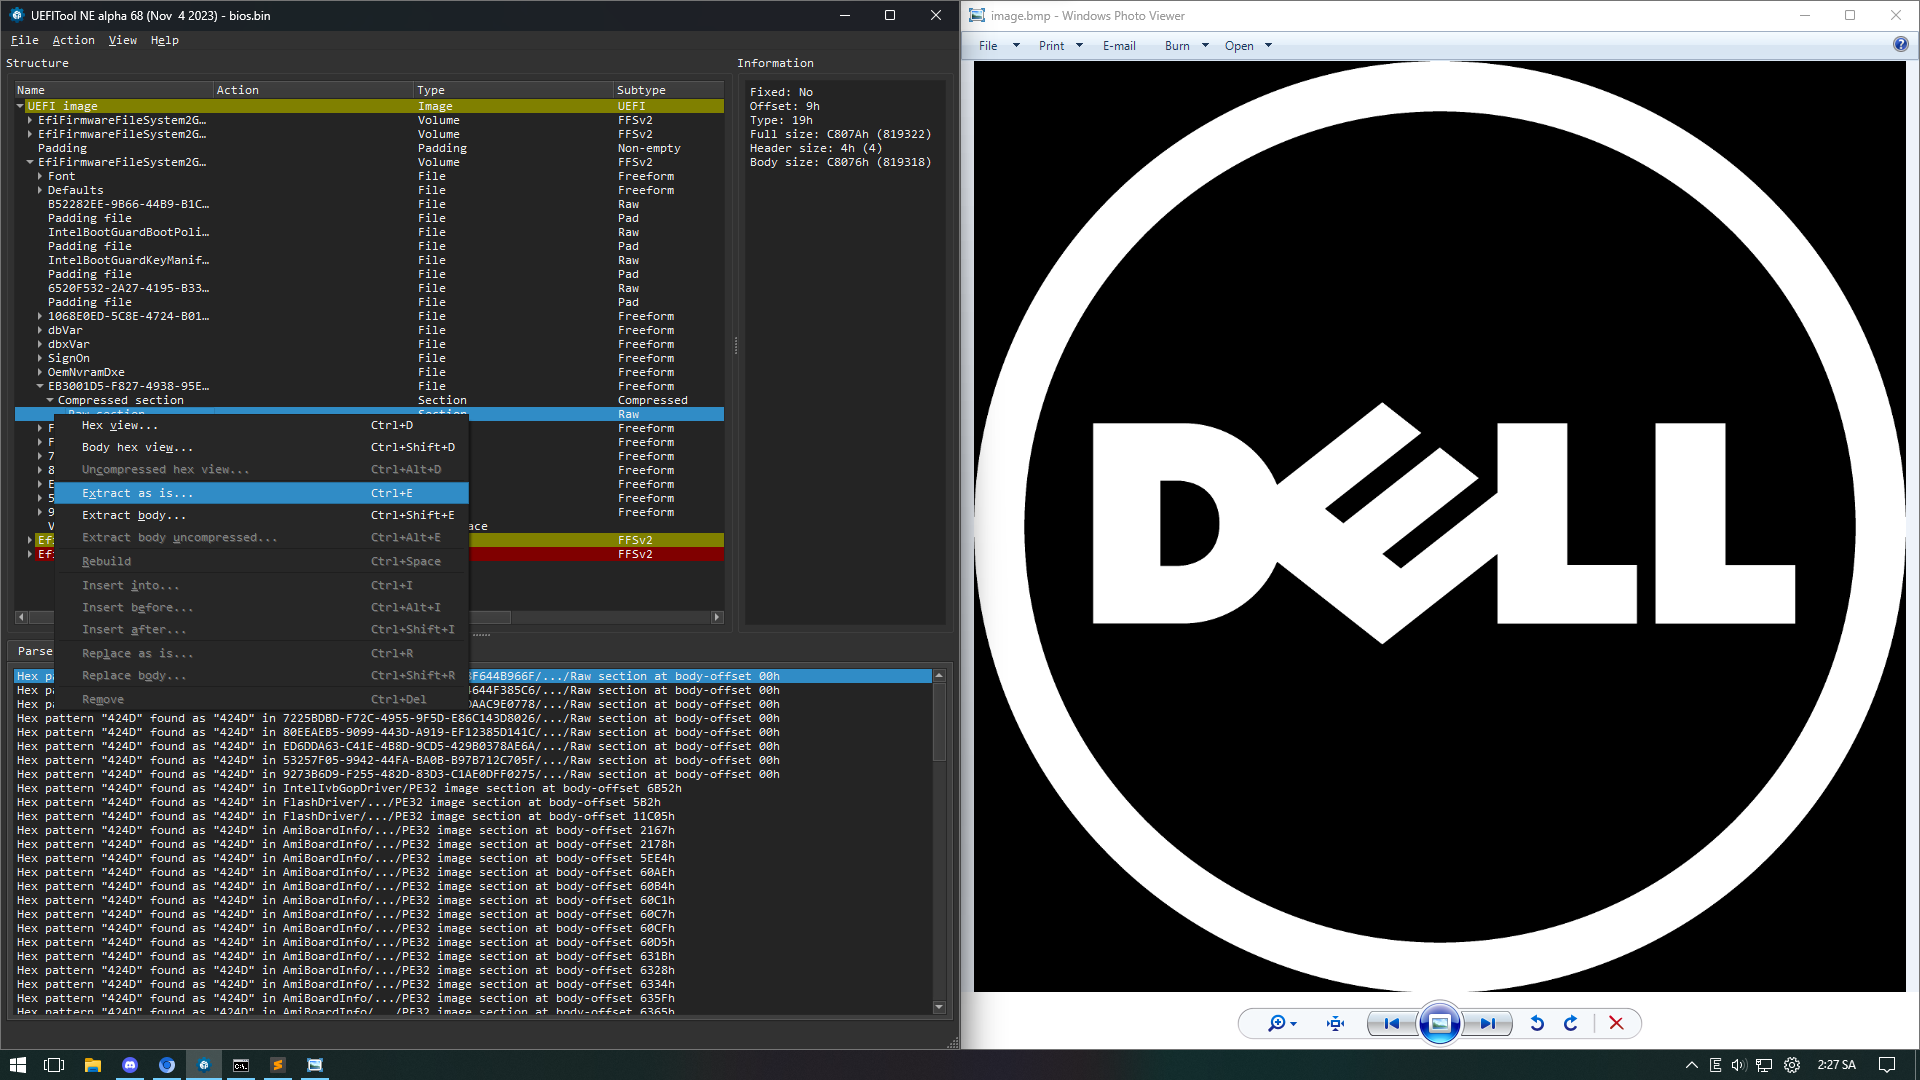 UEFITool NE alpha 68 (Nov  4 2023) - bios.bin
File Action View Help
Structure
Name Action Type Subtype
UEFI image Image UEFI
EfiFirmwareFileSystem2G… Volume FFSv2
EfiFirmwareFileSystem2G… Volume FFSv2
Padding Padding Non-empty
EfiFirmwareFileSystem2G… Volume FFSv2
Font File Freeform
Defaults File Freeform
B52282EE-9B66-44B9-B1C… File Raw
Padding file File Pad
IntelBootGuardBootPoli… File Raw
Padding file File Pad
IntelBootGuardKeyManif… File Raw
Padding file File Pad
6520F532-2A27-4195-B33… File Raw
Padding file File Pad
1068E0ED-5C8E-4724-B01… File Freeform
dbVar File Freeform
dbxVar File Freeform
SignOn File Freeform
OemNvramDxe File Freeform
EB3001D5-F827-4938-95E… File Freeform
Compressed section Section Compressed
Raw section Section Raw
F Freeform
F Freeform
7 Freeform
8 Freeform
E Freeform
5 Freeform
9 Freeform
V ace
Ef FFSv2
Ef FFSv2
Hex view... Ctrl+D
Body hex view... Ctrl+Shift+D
Uncompressed hex view... Ctrl+Alt+D
Extract as is... Ctrl+E
Extract body... Ctrl+Shift+E
Extract body uncompressed... Ctrl+Alt+E
Rebuild Ctrl+Space
Insert into... Ctrl+I
Insert before... Ctrl+Alt+I
Insert after... Ctrl+Shift+I
Replace as is... Ctrl+R
Replace body... Ctrl+Shift+R
Remove Ctrl+Del
Information
Fixed: No
Offset: 9h
Type: 19h
Full size: C807Ah (819322)
Header size: 4h (4)
Body size: C8076h (819318)
Parse
Hex pa F644B966F/.../Raw section at body-offset 00h
Hex pa 4644F385C6/.../Raw section at body-offset 00h
Hex pa AAC9E0778/.../Raw section at body-offset 00h
Hex pattern "424D" found as "424D" in 7225BDBD-F72C-4955-9F5D-E86C143D8026/.../Raw section at body-offset 00h
Hex pattern "424D" found as "424D" in 80EEAEB5-9099-443D-A919-EF12385D141C/.../Raw section at body-offset 00h
Hex pattern "424D" found as "424D" in ED6DDA63-C41E-4B8D-9CD5-429B0378AE6A/.../Raw section at body-offset 00h
Hex pattern "424D" found as "424D" in 53257F05-9942-44FA-BA0B-B97B712C705F/.../Raw section at body-offset 00h
Hex pattern "424D" found as "424D" in 9273B6D9-F255-482D-83D3-C1AE0DFF0275/.../Raw section at body-offset 00h
Hex pattern "424D" found as "424D" in IntelIvbGopDriver/PE32 image section at body-offset 6B52h
Hex pattern "424D" found as "424D" in FlashDriver/.../PE32 image section at body-offset 5B2h
Hex pattern "424D" found as "424D" in FlashDriver/.../PE32 image section at body-offset 11C05h
Hex pattern "424D" found as "424D" in AmiBoardInfo/.../PE32 image section at body-offset 2167h
Hex pattern "424D" found as "424D" in AmiBoardInfo/.../PE32 image section at body-offset 2178h
Hex pattern "424D" found as "424D" in AmiBoardInfo/.../PE32 image section at body-offset 5EE4h
Hex pattern "424D" found as "424D" in AmiBoardInfo/.../PE32 image section at body-offset 60AEh
Hex pattern "424D" found as "424D" in AmiBoardInfo/.../PE32 image section at body-offset 60B4h
Hex pattern "424D" found as "424D" in AmiBoardInfo/.../PE32 image section at body-offset 60C1h
Hex pattern "424D" found as "424D" in AmiBoardInfo/.../PE32 image section at body-offset 60C7h
Hex pattern "424D" found as "424D" in AmiBoardInfo/.../PE32 image section at body-offset 60CFh
Hex pattern "424D" found as "424D" in AmiBoardInfo/.../PE32 image section at body-offset 60D5h
Hex pattern "424D" found as "424D" in AmiBoardInfo/.../PE32 image section at body-offset 631Bh
Hex pattern "424D" found as "424D" in AmiBoardInfo/.../PE32 image section at body-offset 6328h
Hex pattern "424D" found as "424D" in AmiBoardInfo/.../PE32 image section at body-offset 6334h
Hex pattern "424D" found as "424D" in AmiBoardInfo/.../PE32 image section at body-offset 635Fh
Hex pattern "424D" found as "424D" in AmiBoardInfo/.../PE32 image section at body-offset 6365h
image.bmp - Windows Photo Viewer
File Print E-mail Burn Open
DELL
2:27 SA